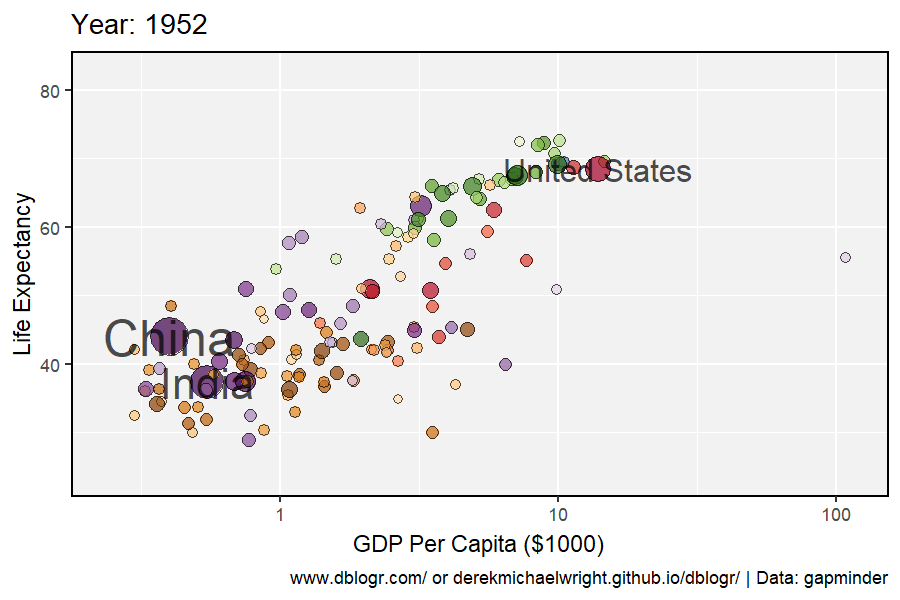 Year: 1952
80
60
40
Life Expectancy
United States
China
India
1
10
100
GDP Per Capita ($1000)
www.dblogr.com/ or derekmichaelwright.github.io/dblogr/ | Data: gapminder